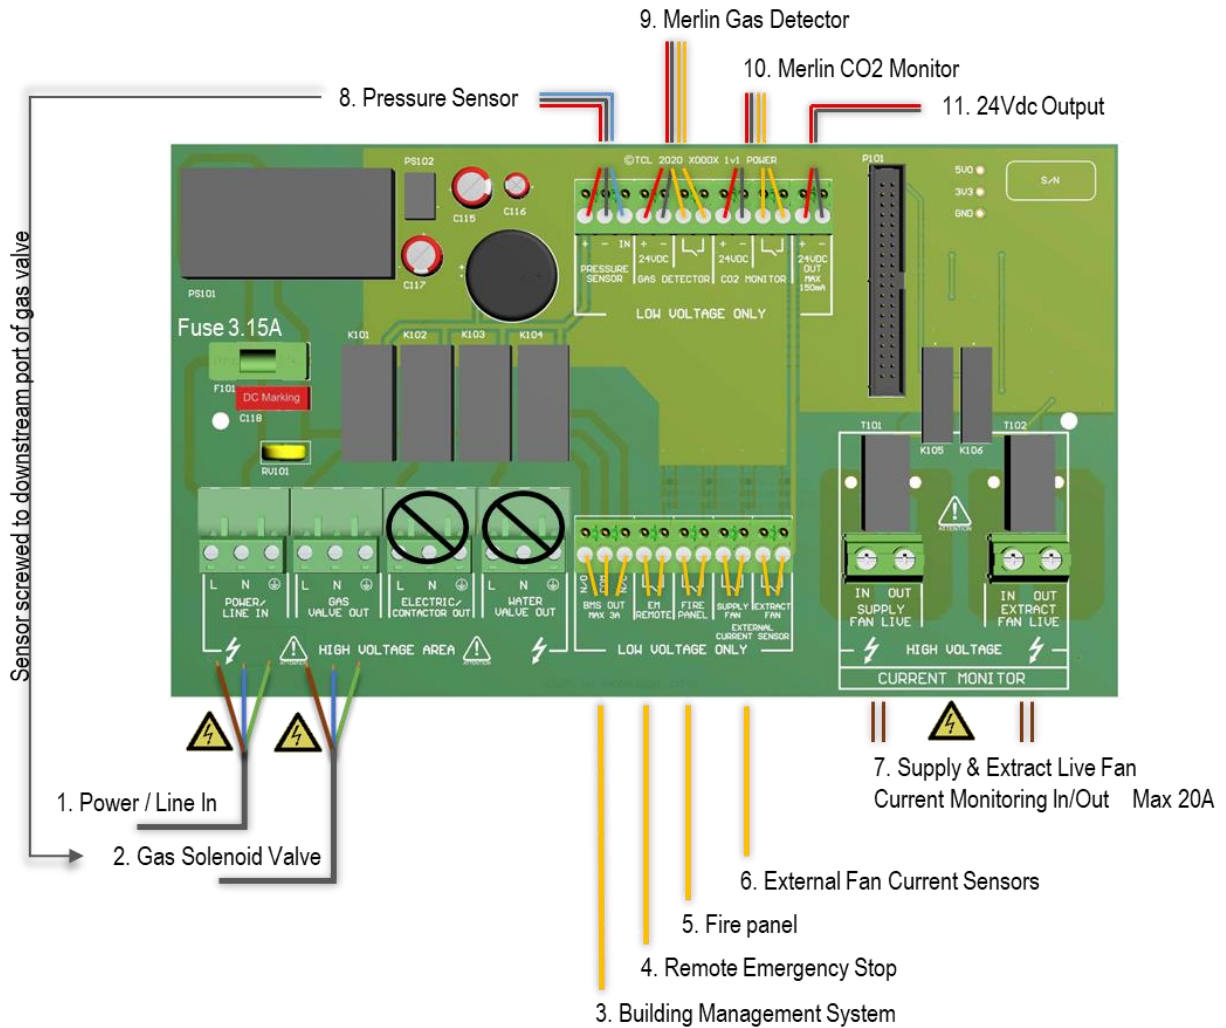 9. Merlin Gas Detector
10. Merlin CO2 Monitor
8. Pressure Sensor
11. 24Vdc Output
©TCL 2020 X000X 1v1 POWER
PS102
P101
5V0
3V3
GND
S/N
C115
C116
C117
PS101
+ − IN + − + − + −
24VDC
24VDC
24VDC
OUT
MAX
150mA
PRESSURE
SENSOR
GAS DETECTOR
CO2 MONITOR
LOW VOLTAGE ONLY
Sensor screwed to downstream port of gas valve
Fuse 3.15A
K101
K102
K103
K104
F101
DC Marking
C118
RV101
T101
T102
K105
K106
ATTENTION
L N
POWER/
LINE IN
L N
GAS
VALVE OUT
L N
ELECTRIC/
CONTACTOR OUT
L N
WATER
VALVE OUT
ATTENTION
HIGH VOLTAGE AREA
ATTENTION
BMS OUT
MAX 3A
EM
REMOTE
FIRE
PANEL
SUPPLY
FAN
EXTRACT
FAN
EXTERNAL
CURRENT SENSOR
LOW VOLTAGE ONLY
IN OUT
SUPPLY
FAN LIVE
IN OUT
EXTRACT
FAN LIVE
HIGH VOLTAGE
CURRENT MONITOR
1. Power / Line In
2. Gas Solenoid Valve
7. Supply & Extract Live Fan
Current Monitoring In/Out Max 20A
6. External Fan Current Sensors
5. Fire panel
4. Remote Emergency Stop
3. Building Management System